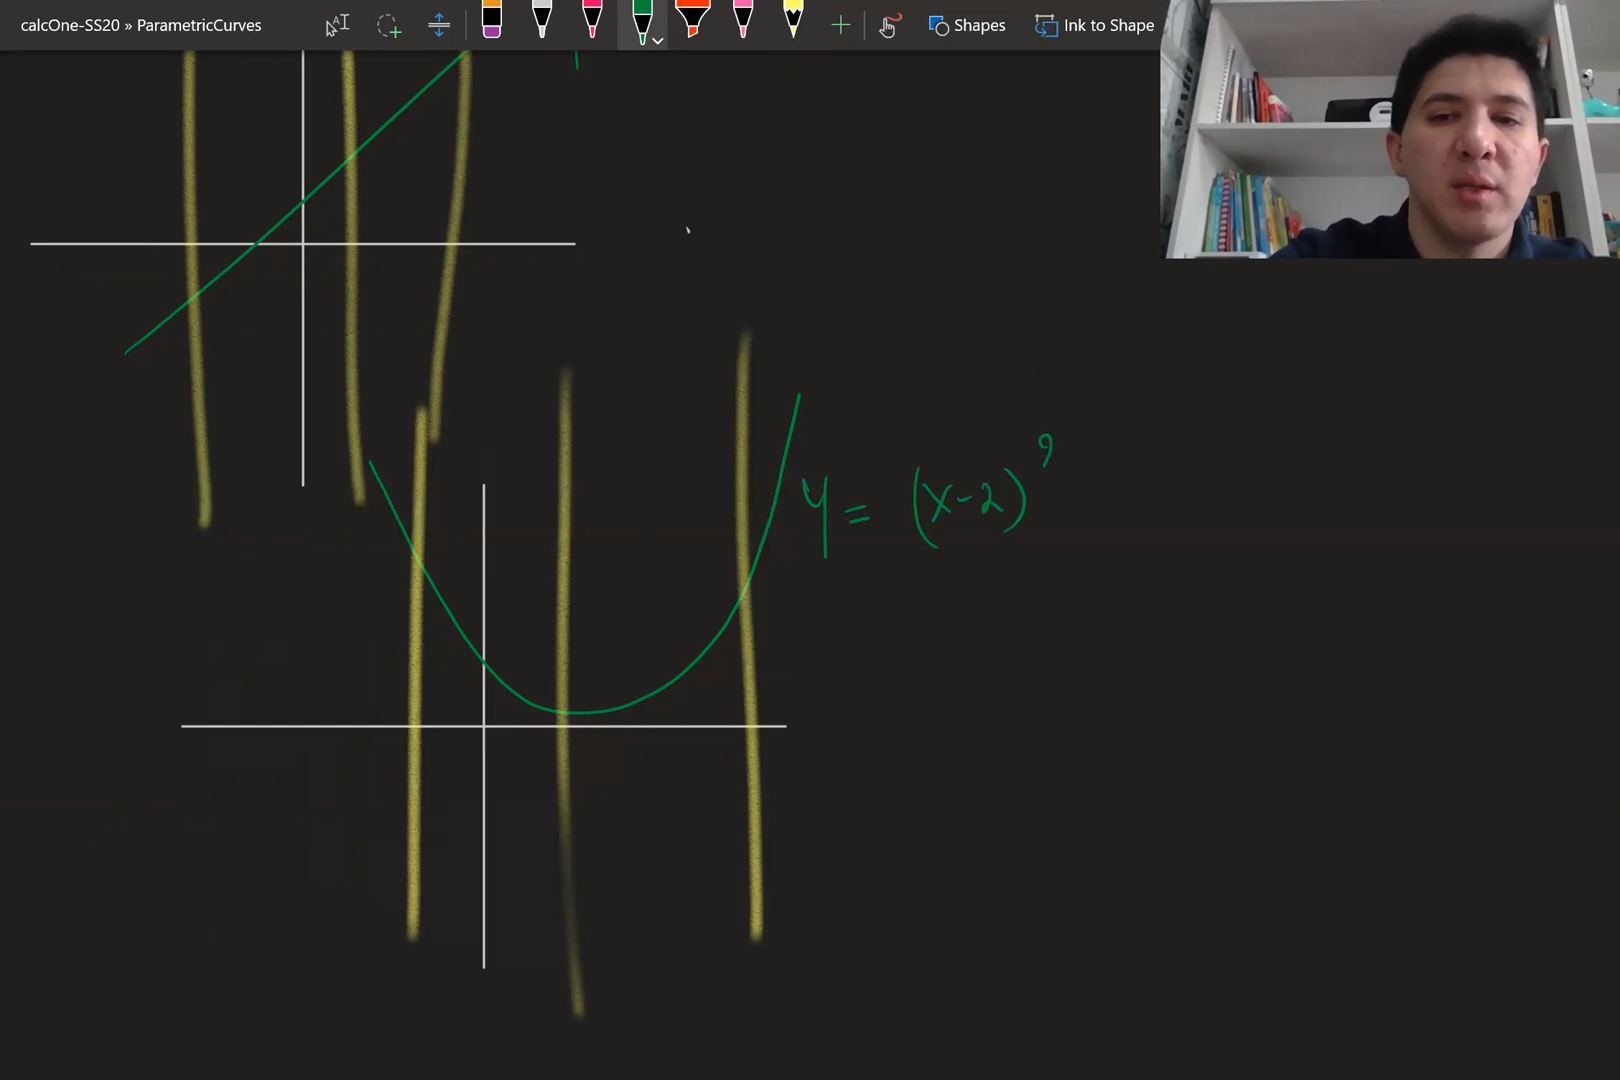 calcOne-SS20 » ParametricCurves
Shapes
Ink to Shape
y = (x-2)⁹